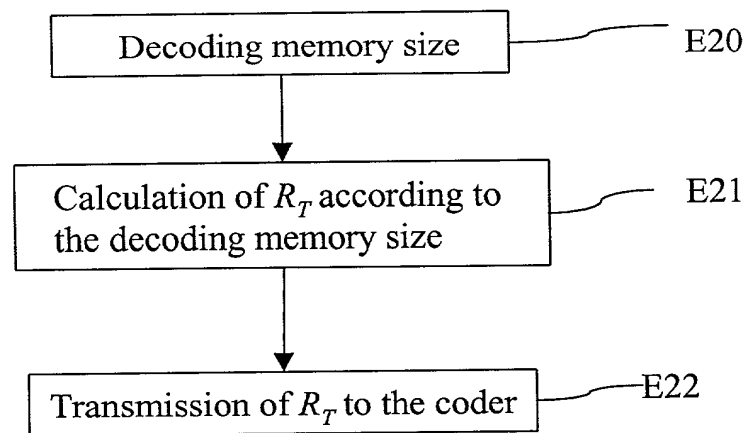 Decoding memory size
E20
Calculation of R_T according to
the decoding memory size
E21
Transmission of R_T to the coder
E22